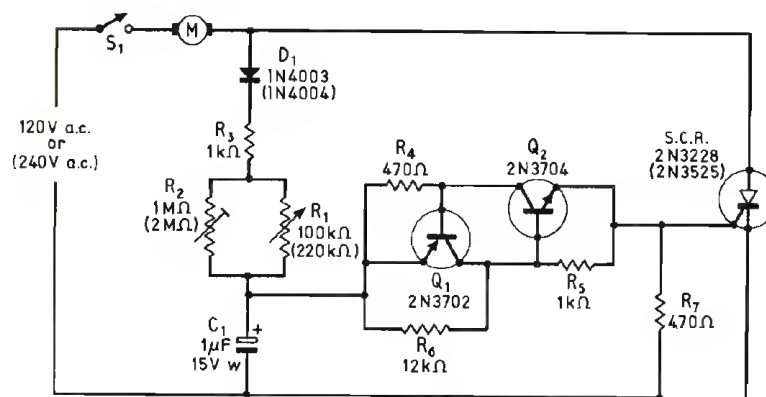 S1
M
D1
1N4003
(1N4004)
120V a.c.
or
(240V a.c.)
R3
1kΩ
R2
1MΩ
(2MΩ)
R1
100kΩ
(220kΩ)
C1
1μF
15V w
+
R4
470Ω
Q2
2N3704
Q1
2N3702
R5
1kΩ
R6
12kΩ
S.C.R.
2N3228
(2N3525)
R7
470Ω